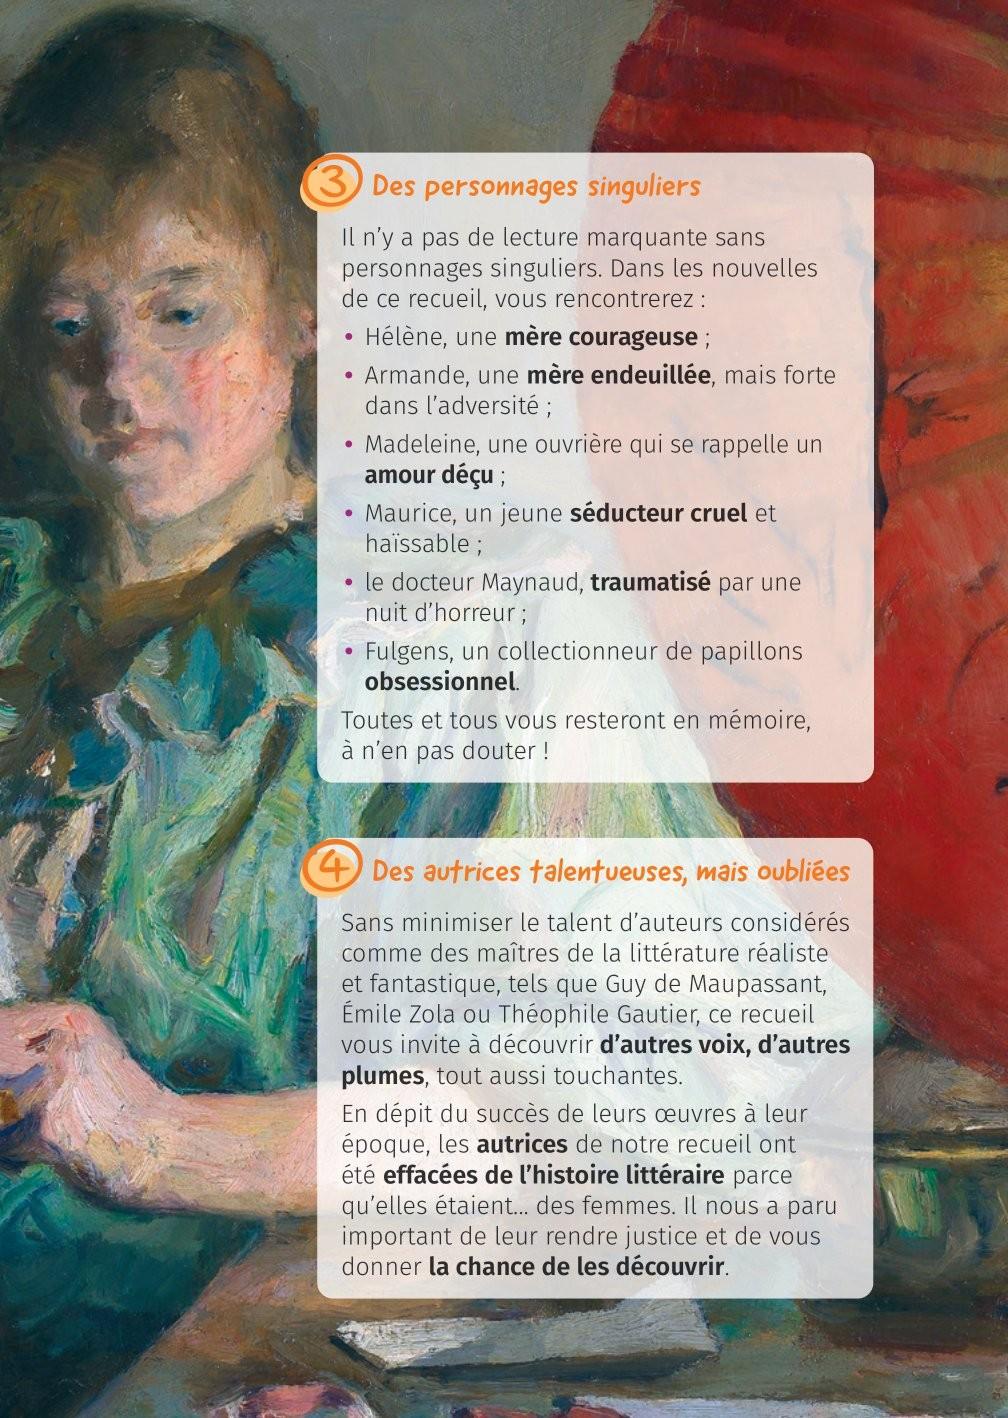 3 Des personnages singuliers
Il n'y a pas de lecture marquante sans
personnages singuliers. Dans les nouvelles
de ce recueil, vous rencontrerez :
• Hélène, une mère courageuse ;
• Armande, une mère endeuillée, mais forte
dans l'adversité ;
• Madeleine, une ouvrière qui se rappelle un
amour déçu ;
• Maurice, un jeune séducteur cruel et
haïssable ;
• le docteur Maynaud, traumatisé par une
nuit d'horreur ;
• Fulgens, un collectionneur de papillons
obsessionnel.
Toutes et tous vous resteront en mémoire,
à n'en pas douter !
4 Des autrices talentueuses, mais oubliées
Sans minimiser le talent d'auteurs considérés
comme des maîtres de la littérature réaliste
et fantastique, tels que Guy de Maupassant,
Émile Zola ou Théophile Gautier, ce recueil
vous invite à découvrir d'autres voix, d'autres
plumes, tout aussi touchantes.
En dépit du succès de leurs œuvres à leur
époque, les autrices de notre recueil ont
été effacées de l'histoire littéraire parce
qu'elles étaient... des femmes. Il nous a paru
important de leur rendre justice et de vous
donner la chance de les découvrir.